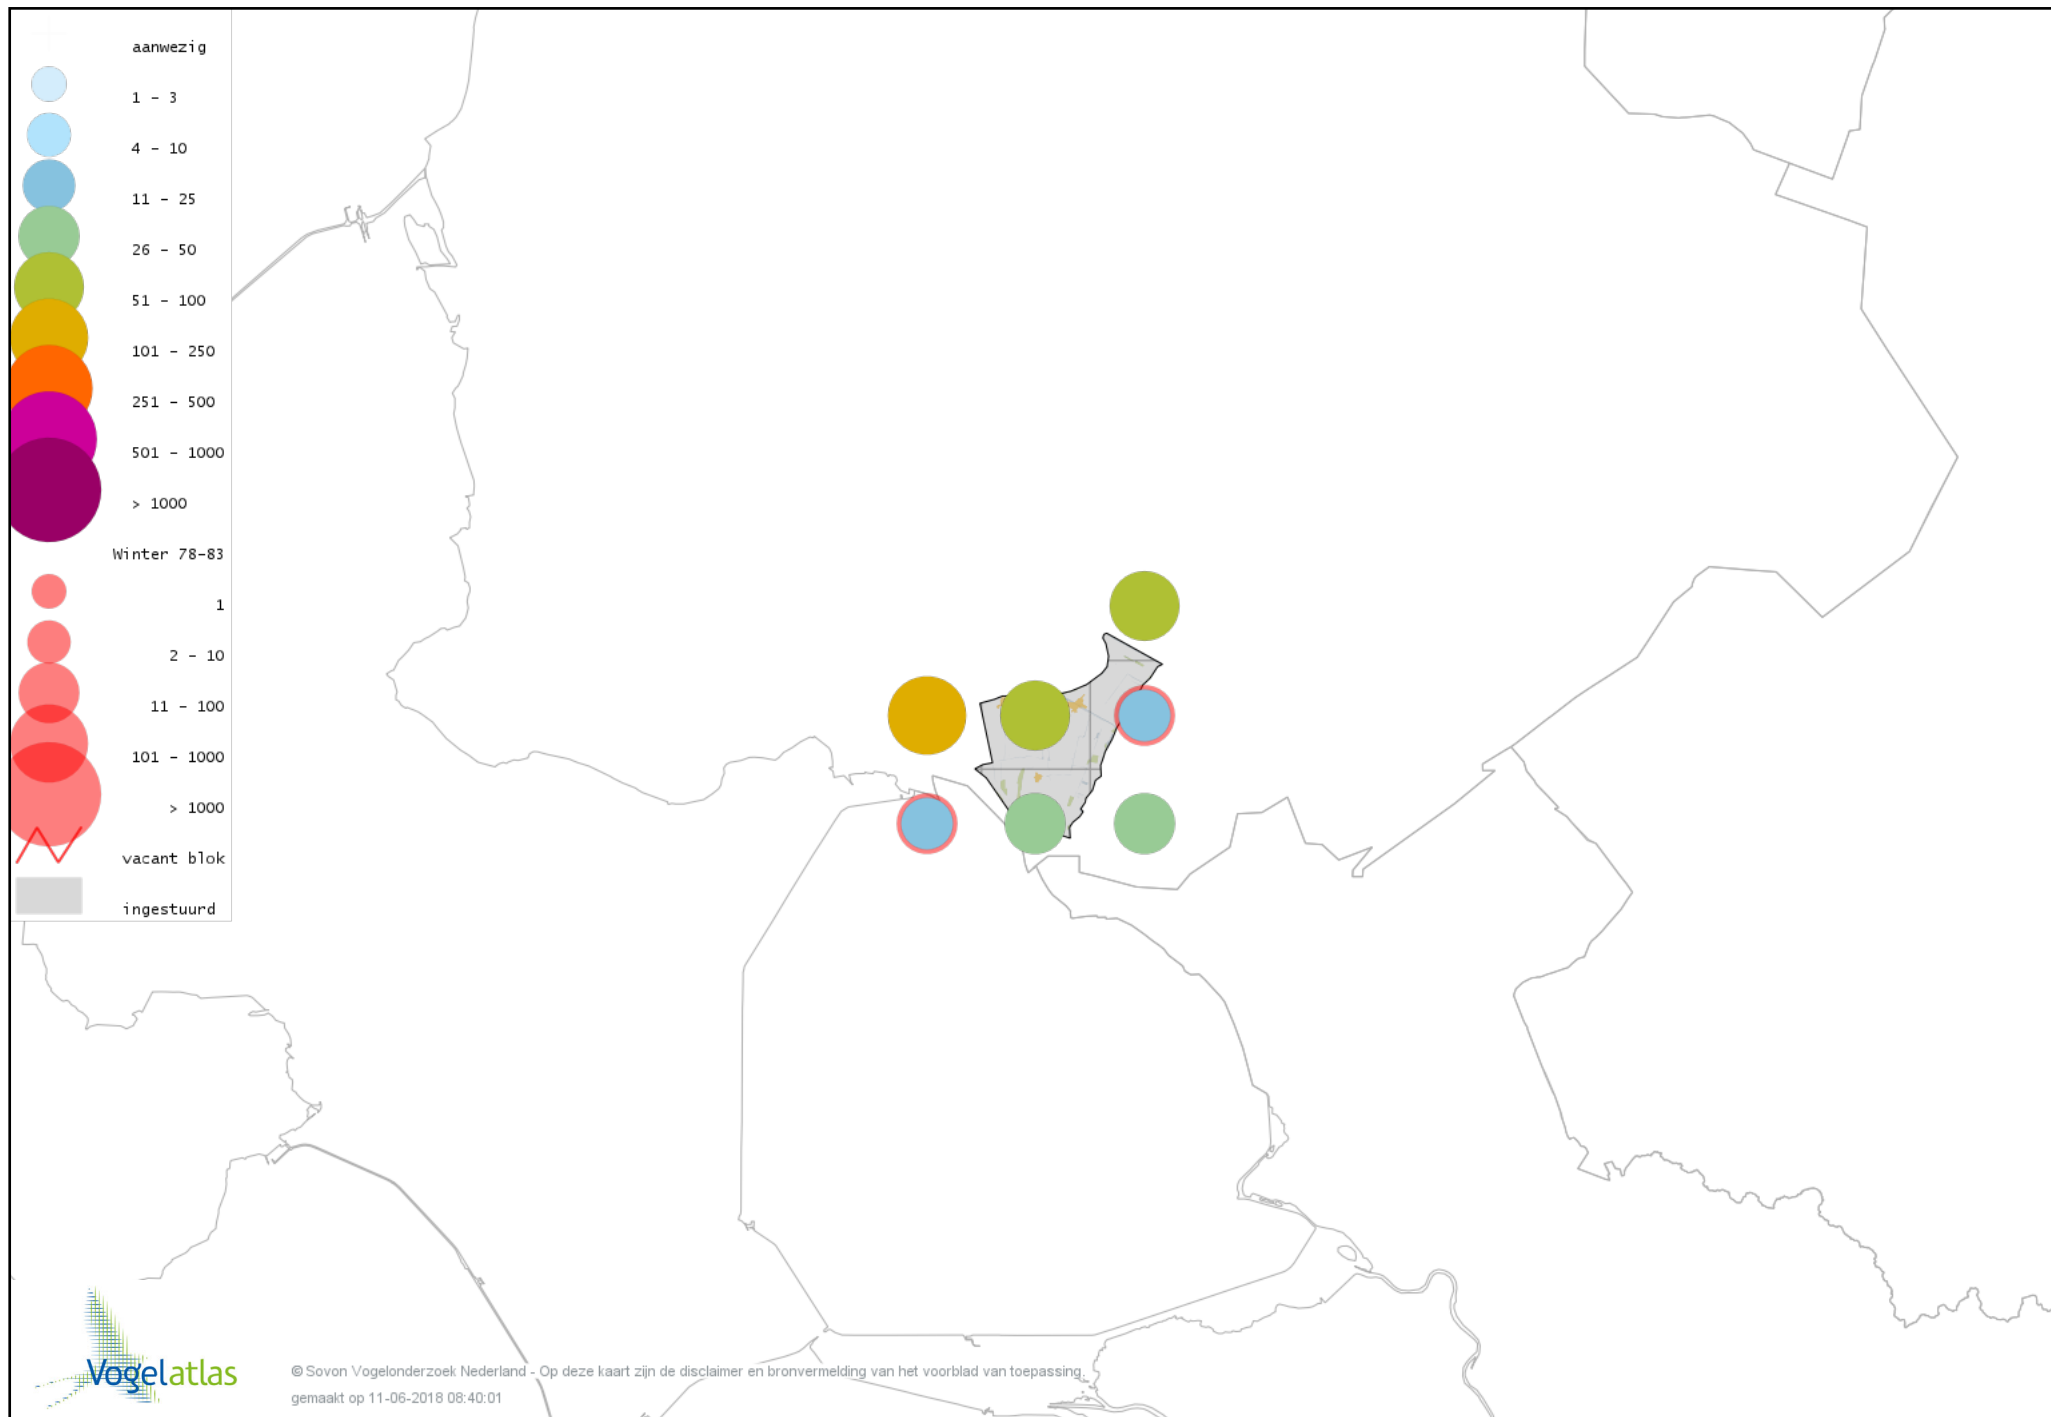 aanwezig
1 - 3
4 - 10
11 - 25
26 - 50
51 - 100
101 - 250
251 - 500
501 - 1000
> 1000
Winter 78-83
1
2 - 10
11 - 100
101 - 1000
> 1000
vacant blok
ingestuurd
Vogelatlas
© Sovon Vogelonderzoek Nederland - Op deze kaart zijn de disclaimer en bronvermelding van het voorblad van toepassing.
gemaakt op 11-06-2018 08:40:01